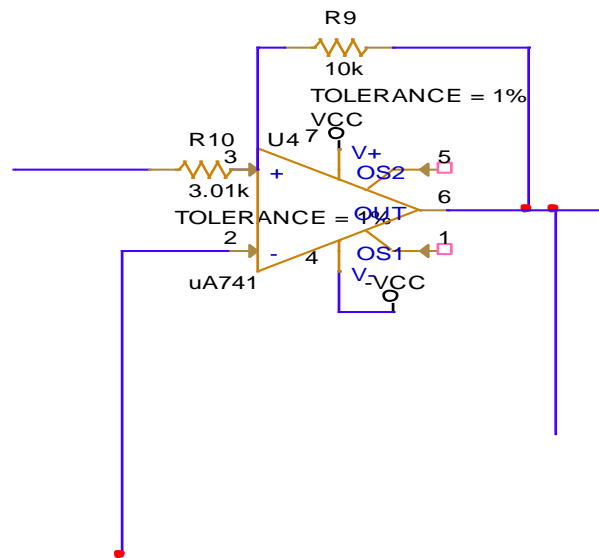 R9
10k
TOLERANCE = 1%
VCC
R10
U4
7
3
V+
5
+
OS2
3.01k
6
TOLERANCE = 1%
OUT
2
1
-
OS1
4
uA741
V-
-VCC